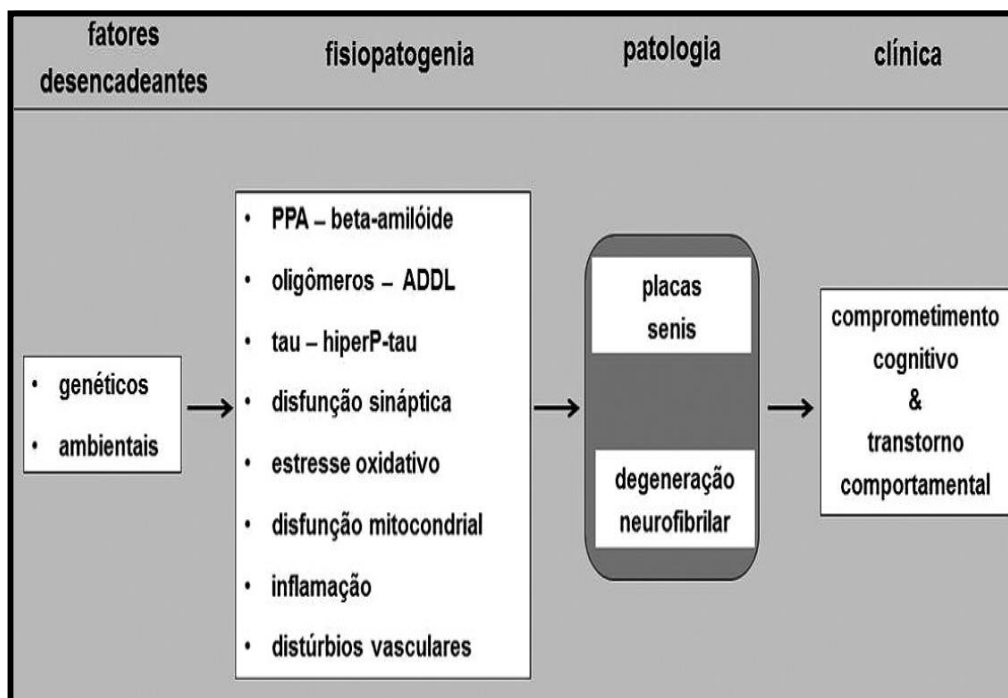 fatores
desencadeantes
fisiopatogenia
patologia
clínica
• genéticos
• ambientais
• PPA – beta-amilóide
• oligômeros – ADDL
• tau – hiperP-tau
• disfunção sináptica
• estresse oxidativo
• disfunção mitocondrial
• inflamação
• distúrbios vasculares
placas
senis
degeneração
neurofibrilar
comprometimento
cognitivo
&
transtorno
comportamental